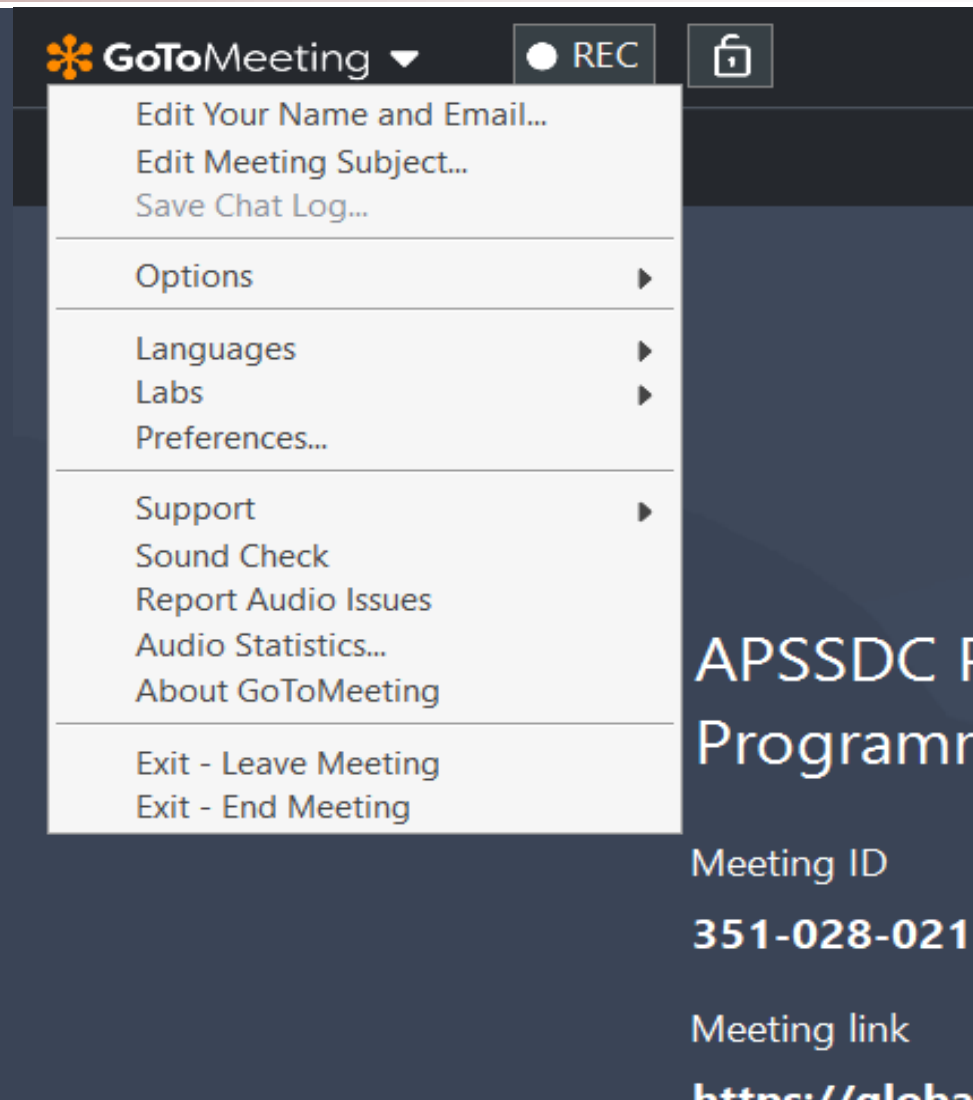 GoToMeeting REC
Edit Your Name and Email...
Edit Meeting Subject...
Save Chat Log...
Options
Languages
Labs
Preferences...
Support
Sound Check
Report Audio Issues
Audio Statistics...
About GoToMeeting
Exit - Leave Meeting
Exit - End Meeting
APSSDC
Meeting ID
351-028-021
Meeting link